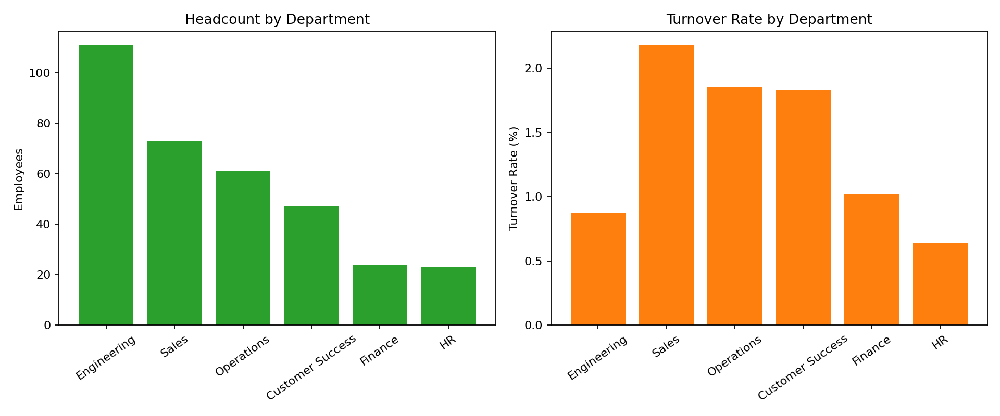 Headcount by Department
Employees
100
80
60
40
20
0
Engineering
Sales
Operations
Customer Success
Finance
HR
Turnover Rate by Department
Turnover Rate (%)
2.0
1.5
1.0
0.5
0.0
Engineering
Sales
Operations
Customer Success
Finance
HR